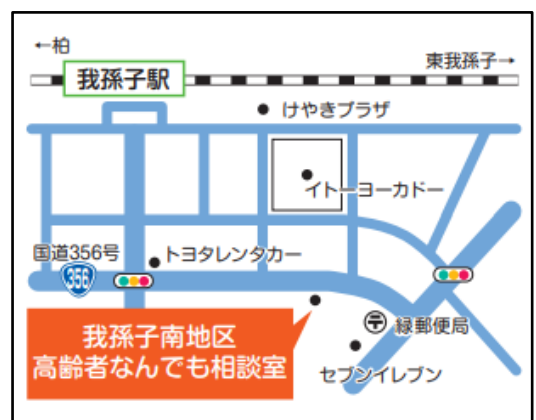 ←柏
東我孫子→
我孫子駅
けやきプラザ
イトーヨーカドー
国道356号
トヨタレンタカー
356
我孫子南地区
高齢者なんでも相談室
〒 緑郵便局
セブンイレブン